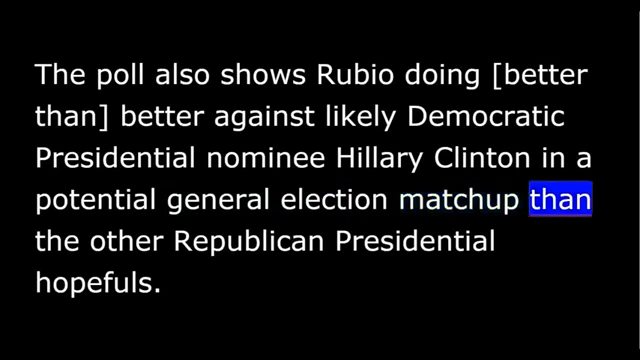 The poll also shows Rubio doing [better
than] better against likely Democratic
Presidential nominee Hillary Clinton in a
potential general election matchup than
the other Republican Presidential
hopefuls.